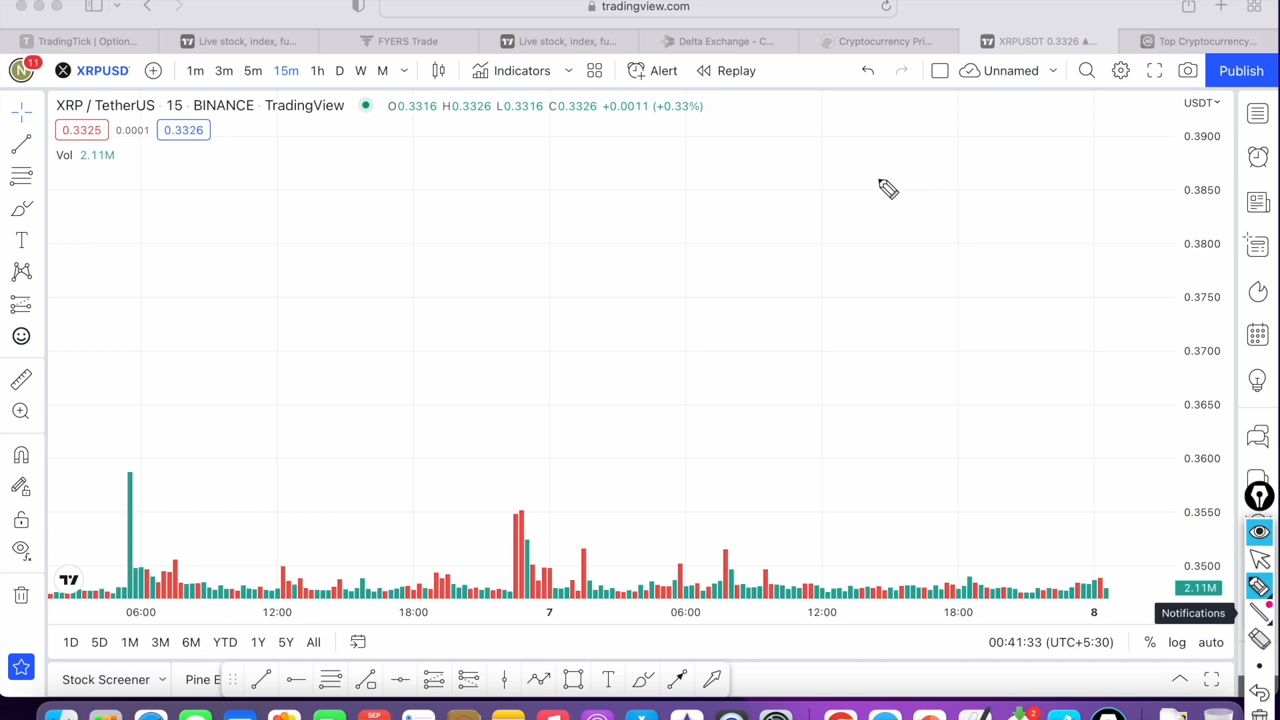 tradingview.com
TradingTick | Option...
Live stock, index, fu...
FYERS Trade
Live stock, index, fu...
Delta Exchange - C...
Cryptocurrency Pri...
XRPUSDT 0.3326 ▲...
Top Cryptocurrency...
N 11 XRPUSD 1m 3m 5m 15m 1h D W M Indicators Alert Replay Unnamed Publish
XRP / TetherUS · 15 · BINANCE · TradingView O0.3316 H0.3326 L0.3316 C0.3326 +0.0011 (+0.33%) USDT
0.3325 0.0001 0.3326
Vol 2.11M
0.3900
0.3850
0.3800
0.3750
0.3700
0.3650
0.3600
0.3550
0.3500
2.11M
06:00 12:00 18:00 7 06:00 12:00 18:00 8
Notifications
1D 5D 1M 3M 6M YTD 1Y 5Y All 00:41:33 (UTC+5:30) % log auto
Stock Screener Pine E
SEP 2